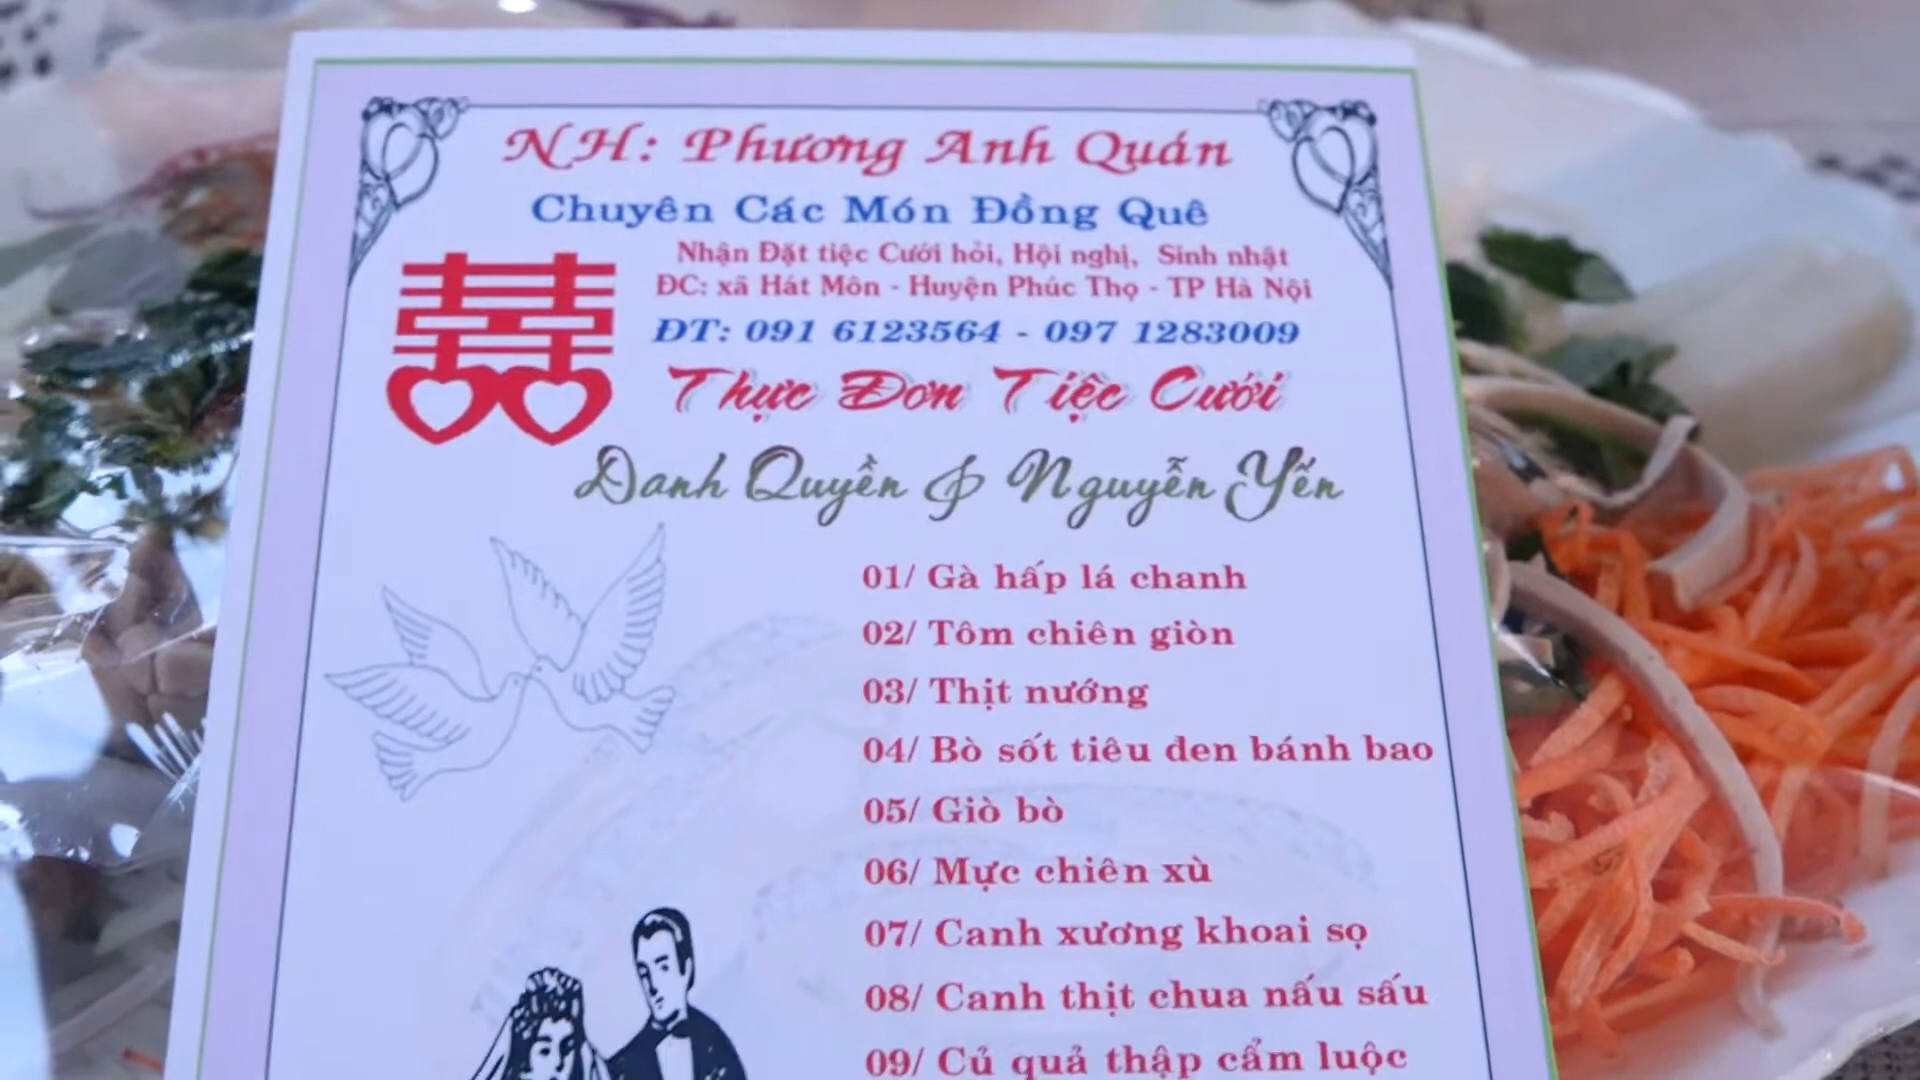 NH: Phương Anh Quán
Chuyên Các Món Đồng Quê
Nhận Đặt tiệc Cưới hỏi, Hội nghị, Sinh nhật
ĐC: xã Hát Môn - Huyện Phúc Thọ - TP Hà Nội
ĐT: 091 6123564 - 097 1283009
Thực Đơn Tiệc Cưới
Danh Quyền & Nguyễn Yến
01/ Gà hấp lá chanh
02/ Tôm chiên giòn
03/ Thịt nướng
04/ Bò sốt tiêu đen bánh bao
05/ Giò bò
06/ Mực chiên xù
07/ Canh xương khoai sọ
08/ Canh thịt chua nấu sấu
09/ Củ quả thập cẩm luộc